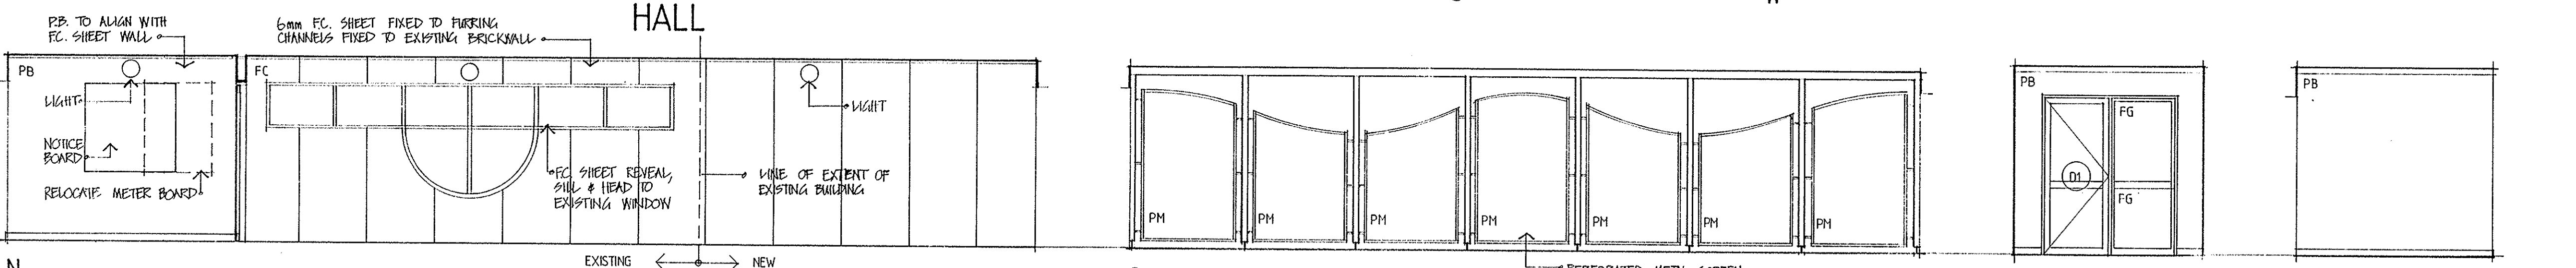 HALL
P.B. TO ALIGN WITH
F.C. SHEET WALL
6mm F.C. SHEET FIXED TO FURRING
CHANNELS FIXED TO EXISTING BRICKWALL
PB
LIGHT
NOTICE
BOARD
RELOCATE METER BOARD
FC
F.C. SHEET REVEAL,
SILL & HEAD TO
EXISTING WINDOW
LINE OF EXTENT OF
EXISTING BUILDING
LIGHT
EXISTING
NEW
PM
PM
PM
PM
PM
PM
PM
PB
D1
FG
FG
PB